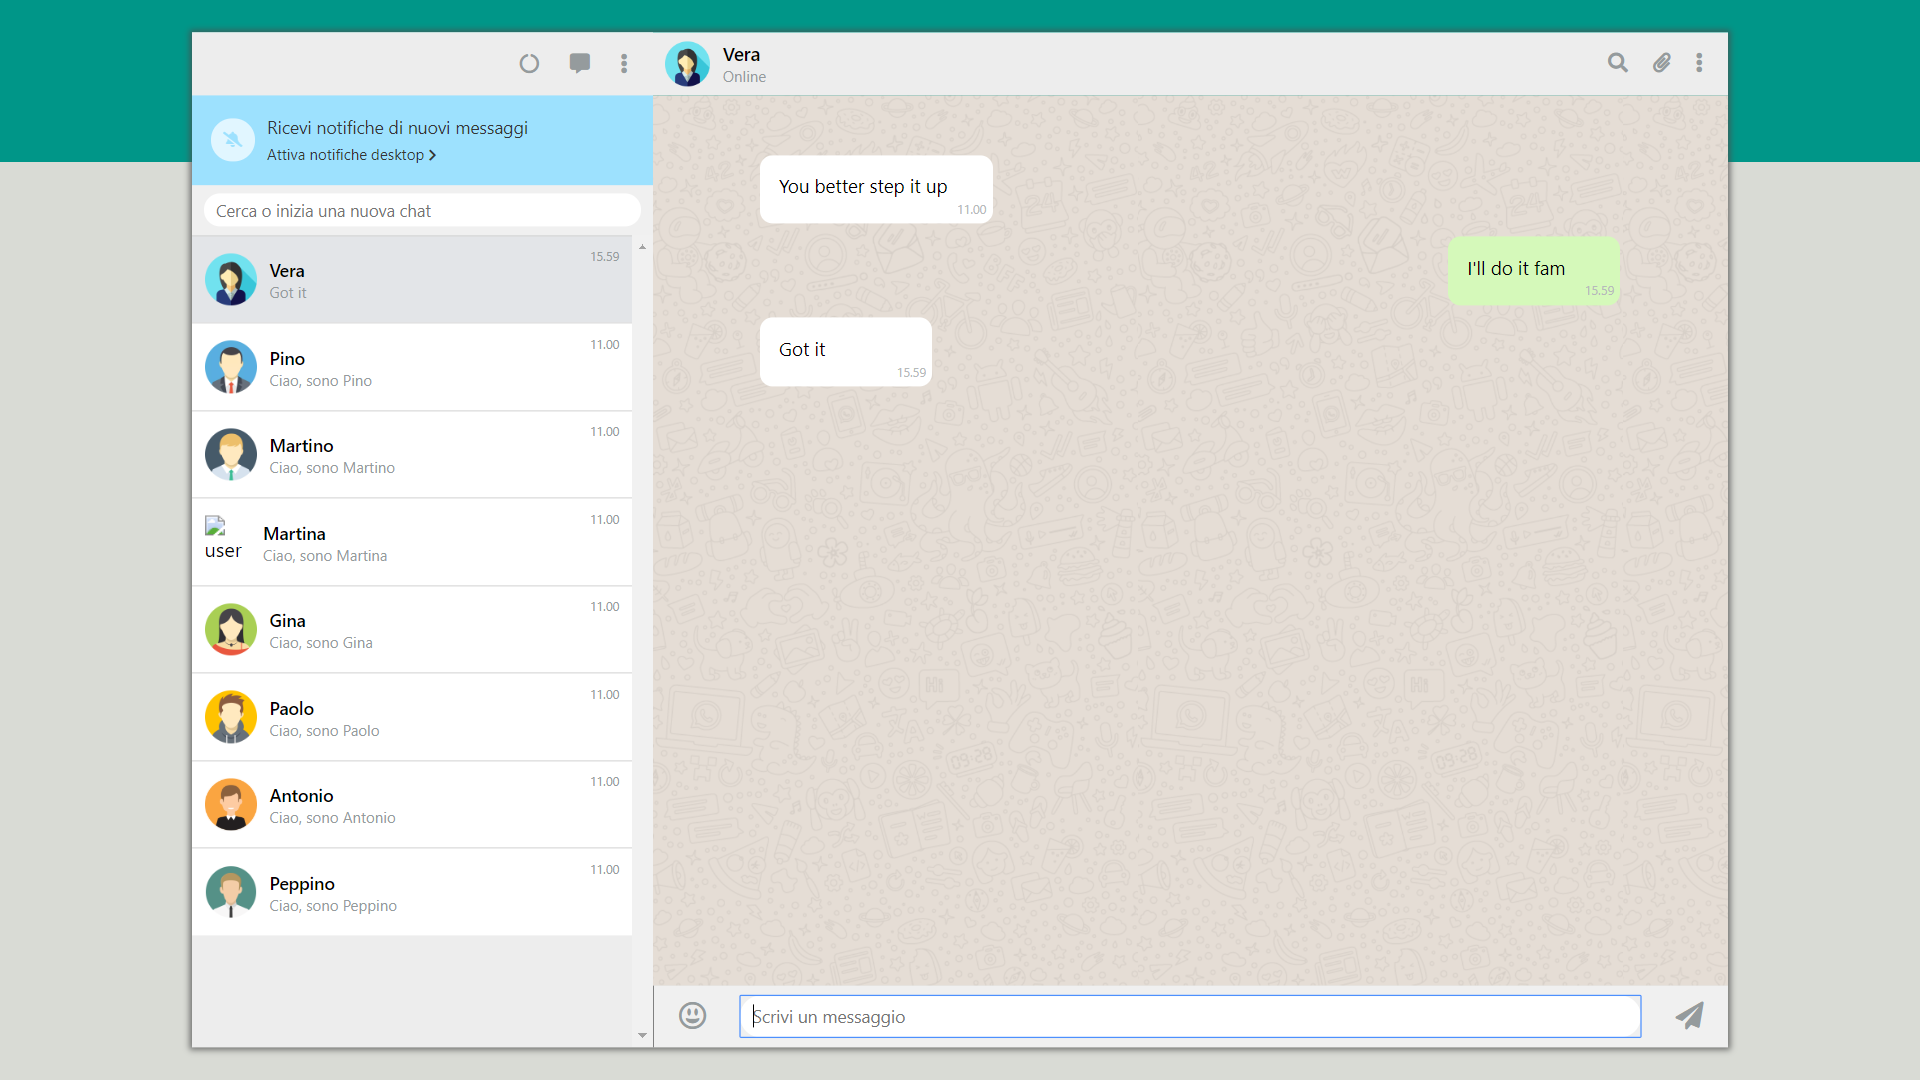 Ricevi notifiche di nuovi messaggi
Attiva notifiche desktop
Cerca o inizia una nuova chat
Vera
15.59
Got it
Pino
11.00
Ciao, sono Pino
Martino
11.00
Ciao, sono Martino
user
Martina
11.00
Ciao, sono Martina
Gina
11.00
Ciao, sono Gina
Paolo
11.00
Ciao, sono Paolo
Antonio
11.00
Ciao, sono Antonio
Peppino
11.00
Ciao, sono Peppino
Vera
Online
You better step it up
11.00
I'll do it fam
15.59
Got it
15.59
Scrivi un messaggio